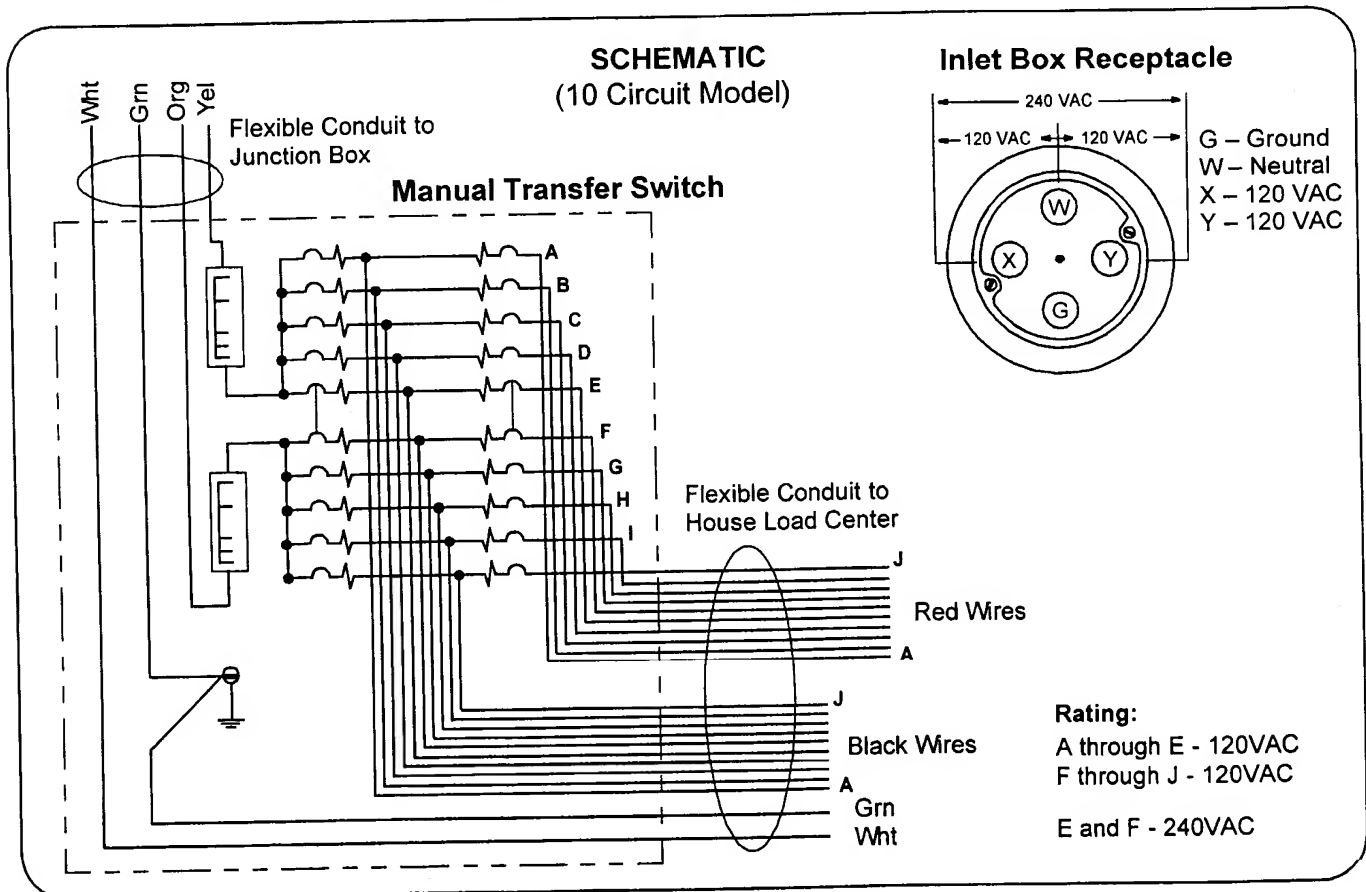 SCHEMATIC
(10 Circuit Model)
Inlet Box Receptacle
240 VAC
120 VAC 120 VAC
G – Ground
W – Neutral
X – 120 VAC
Y – 120 VAC
W
X
Y
G
Wht
Grn
Org
Yel
Flexible Conduit to
Junction Box
Manual Transfer Switch
A
B
C
D
E
F
G
H
I
Flexible Conduit to
House Load Center
J
Red Wires
A
J
Black Wires
A
Grn
Wht
Rating:
A through E - 120VAC
F through J - 120VAC
E and F - 240VAC